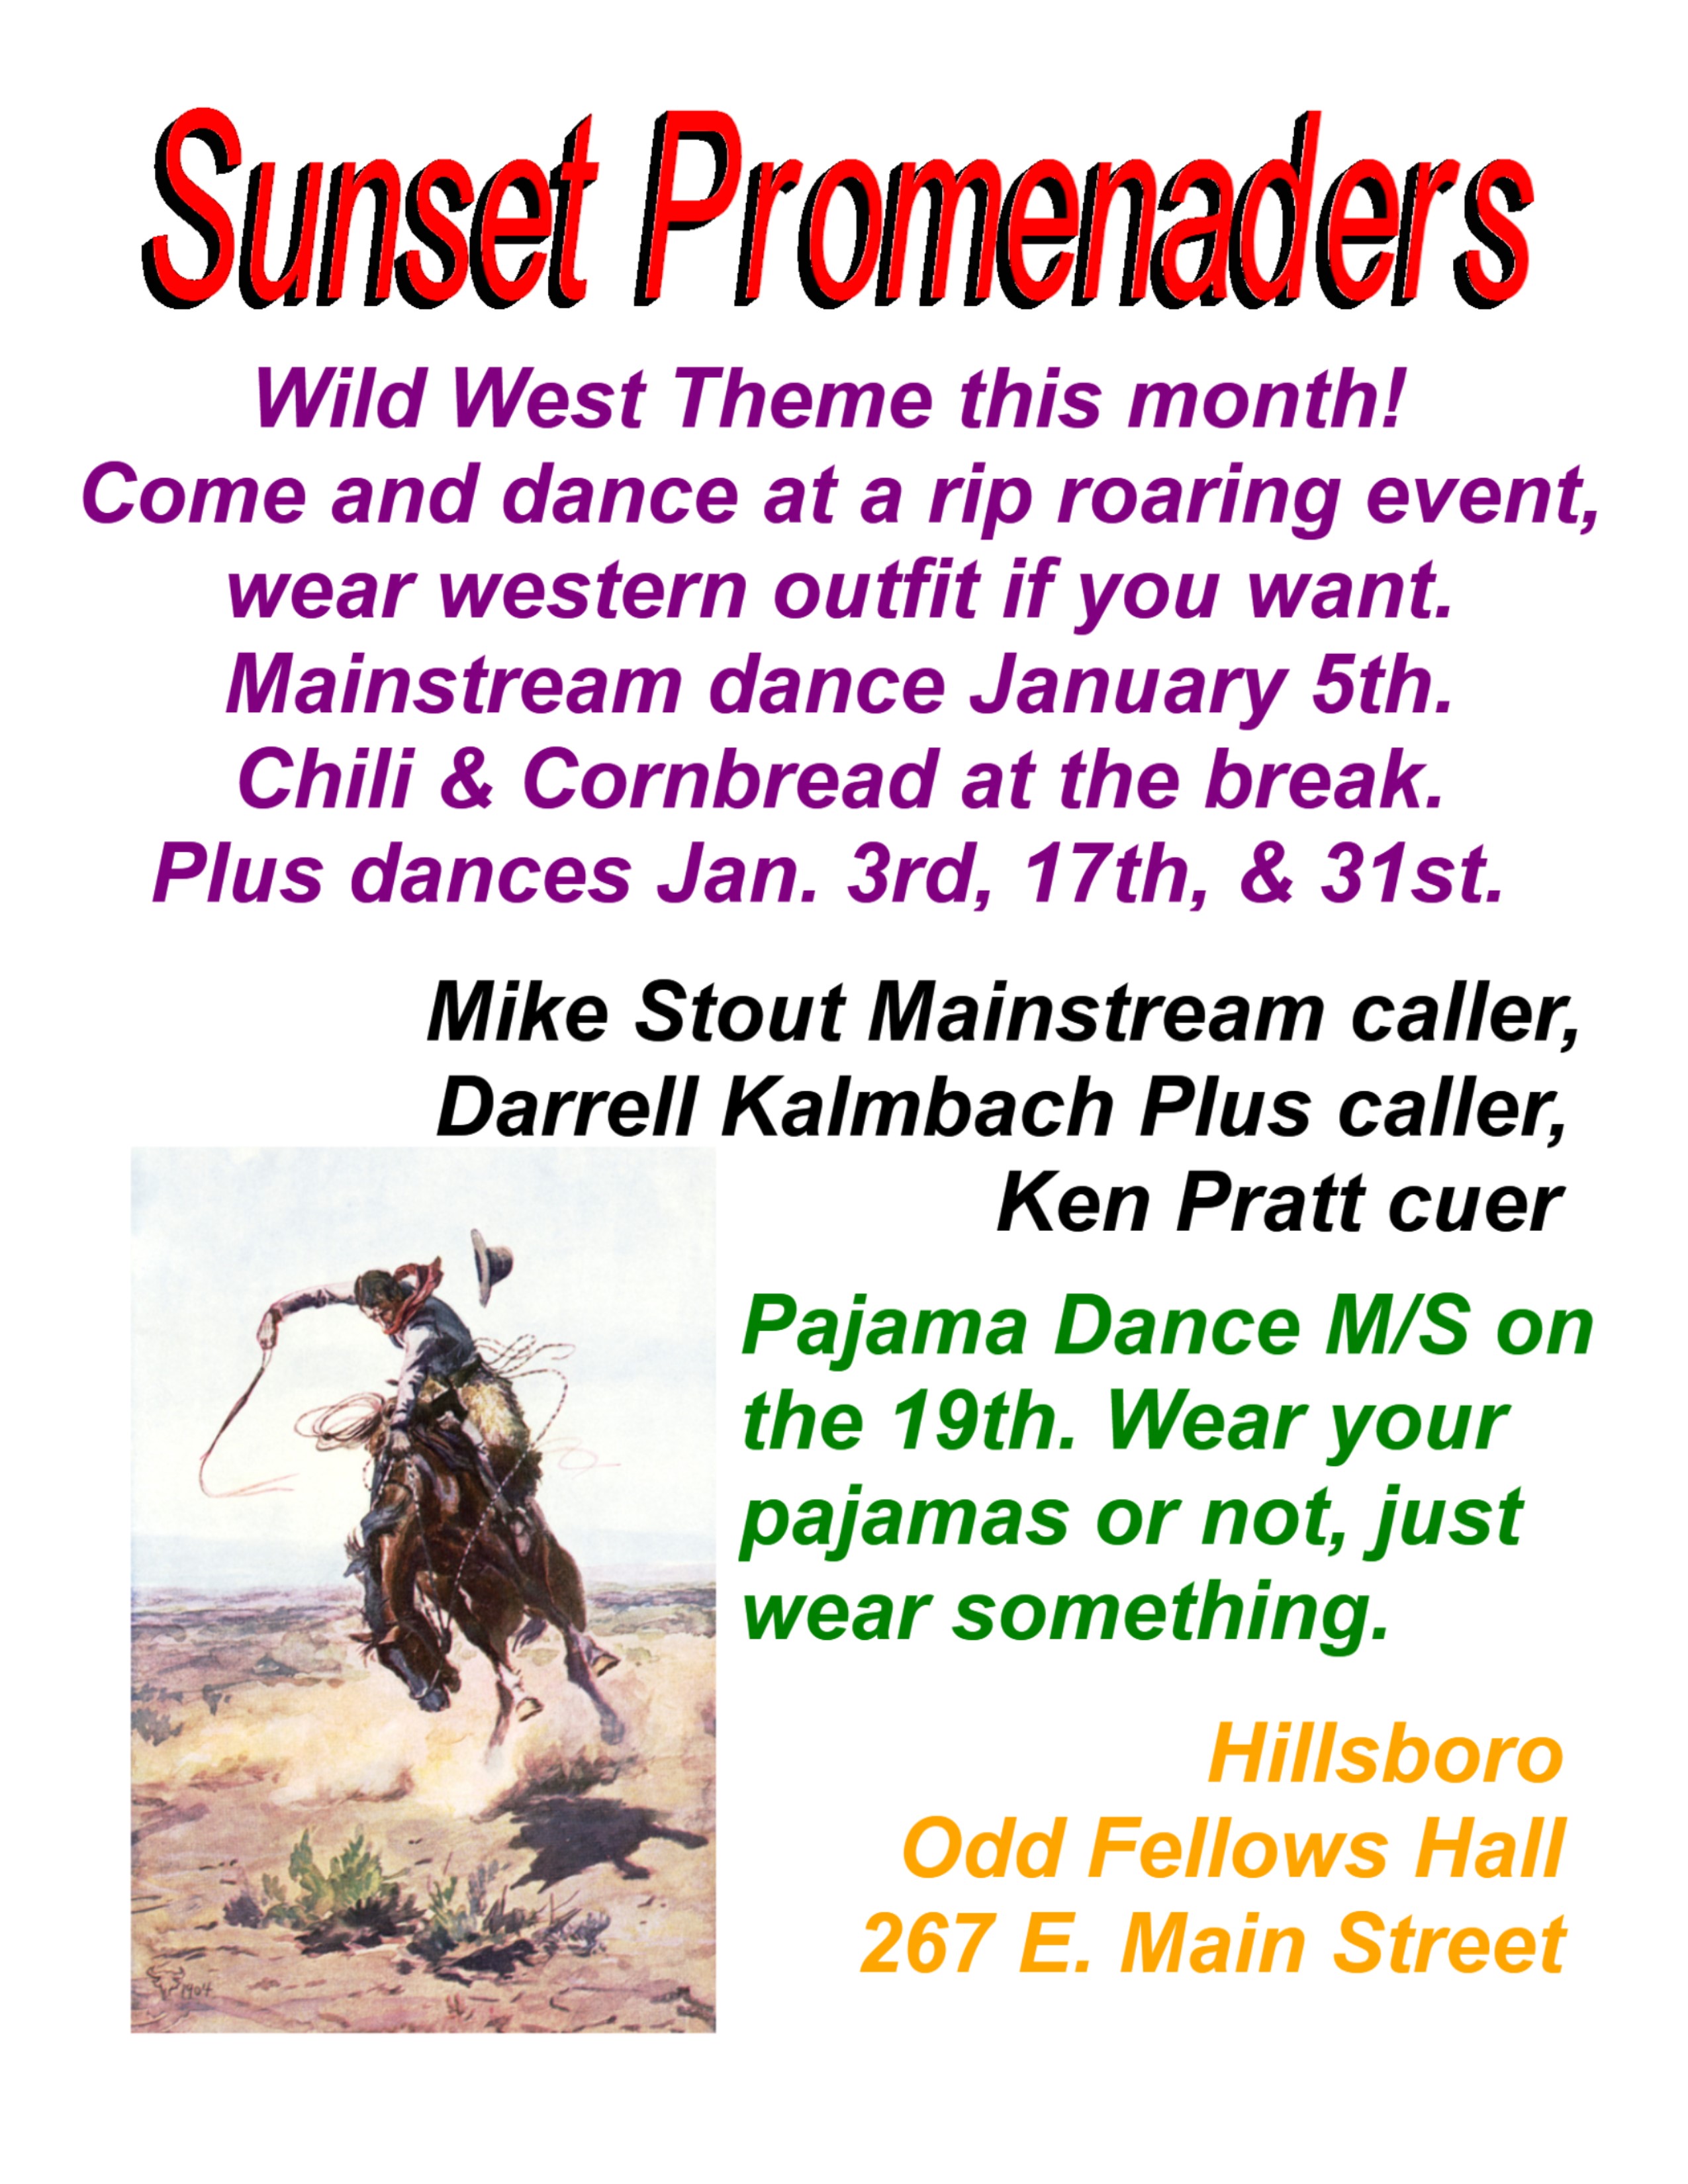 Sunset Promenaders
Wild West Theme this month!
Come and dance at a rip roaring event,
wear western outfit if you want.
Mainstream dance January 5th.
Chili & Cornbread at the break.
Plus dances Jan. 3rd, 17th, & 31st.
Mike Stout Mainstream caller,
Darrell Kalmbach Plus caller,
Ken Pratt cuer
Pajama Dance M/S on
the 19th. Wear your
pajamas or not, just
wear something.
Hillsboro
Odd Fellows Hall
267 E. Main Street
1904